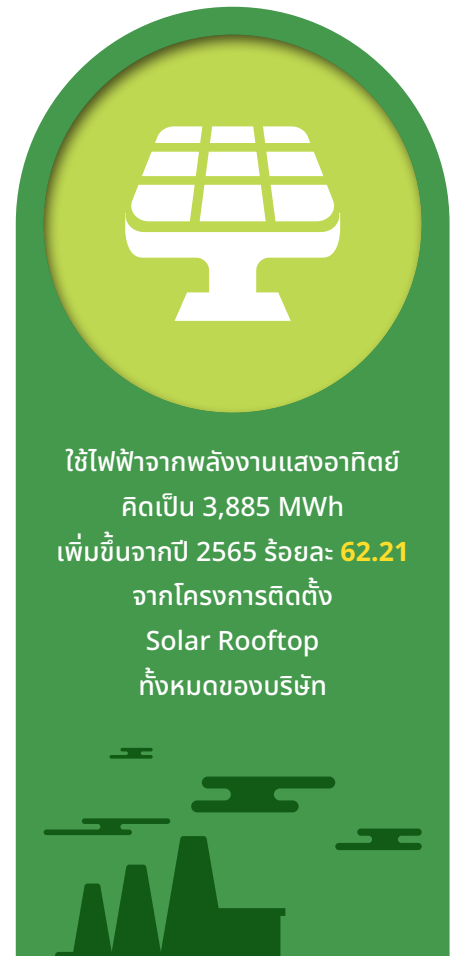 ใช้ไฟฟ้าจากพลังงานแสงอาทิตย์
คิดเป็น 3,885 MWh
เพิ่มขึ้นจากปี 2565 ร้อยละ 62.21
จากโครงการติดตั้ง
Solar Rooftop
ทั้งหมดของบริษัท